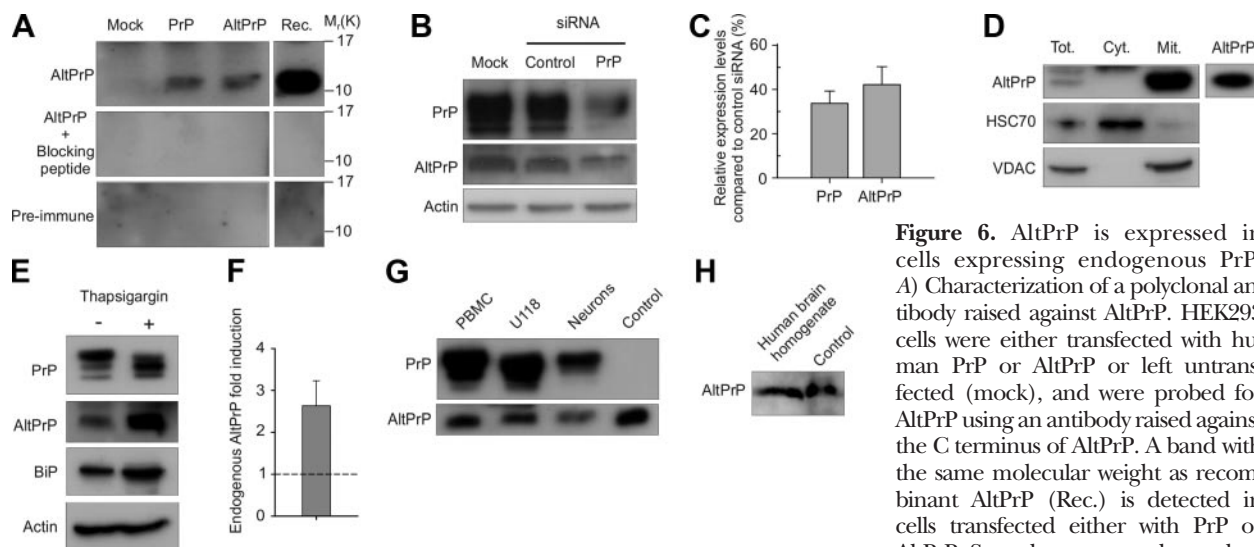 A
Mock PrP AltPrP Rec. Mr(K)
17
AltPrP
10
17
AltPrP
+
Blocking
peptide
10
17
Pre-immune
10
B
siRNA
Mock Control PrP
PrP
AltPrP
Actin
C
Relative expression levels
compared to control siRNA (%)
60
40
20
0
PrP AltPrP
D
Tot. Cyt. Mit. AltPrP
AltPrP
HSC70
VDAC
E
Thapsigargin
- +
PrP
AltPrP
BiP
Actin
F
Endogenous AltPrP fold induction
4
3
2
1
0
G
PBMC U118 Neurons Control
PrP
AltPrP
H
Human brain
homogenate
Control
AltPrP
Figure 6. AltPrP is expressed in
cells expressing endogenous PrP
A) Characterization of a polyclonal an
tibody raised against AltPrP. HEK293
cells were either transfected with hu
man PrP or AltPrP or left untrans
fected (mock), and were probed fo
AltPrP using an antibody raised agains
the C terminus of AltPrP. A band with
the same molecular weight as recom
binant AltPrP (Rec.) is detected in
cells transfected either with PrP o